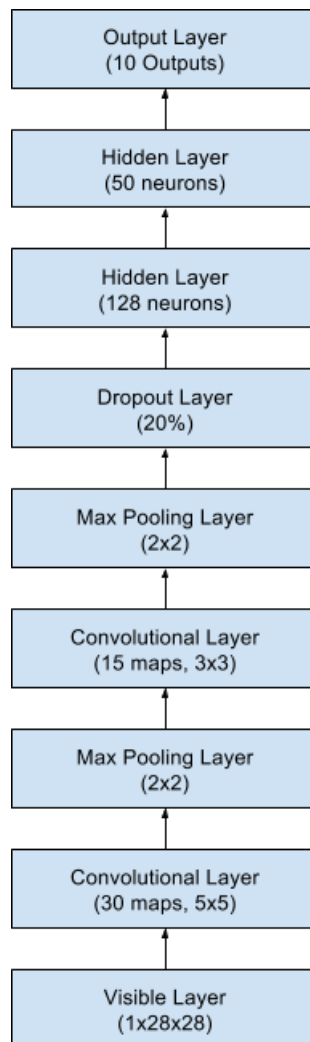 Output Layer
(10 Outputs)
Hidden Layer
(50 neurons)
Hidden Layer
(128 neurons)
Dropout Layer
(20%)
Max Pooling Layer
(2x2)
Convolutional Layer
(15 maps, 3x3)
Max Pooling Layer
(2x2)
Convolutional Layer
(30 maps, 5x5)
Visible Layer
(1x28x28)